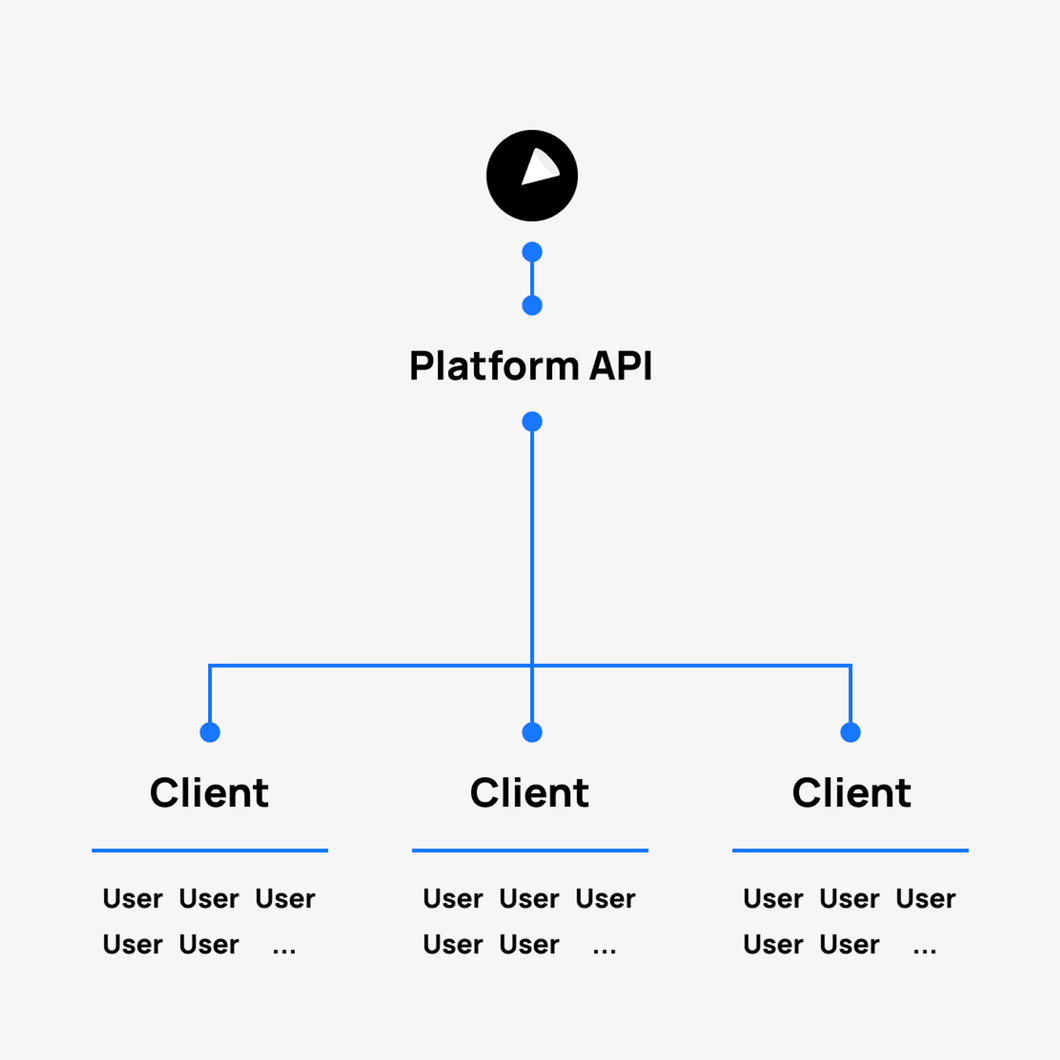 Platform API
Client Client Client
User User User User User User User User User
User User ... User User ... User User ...